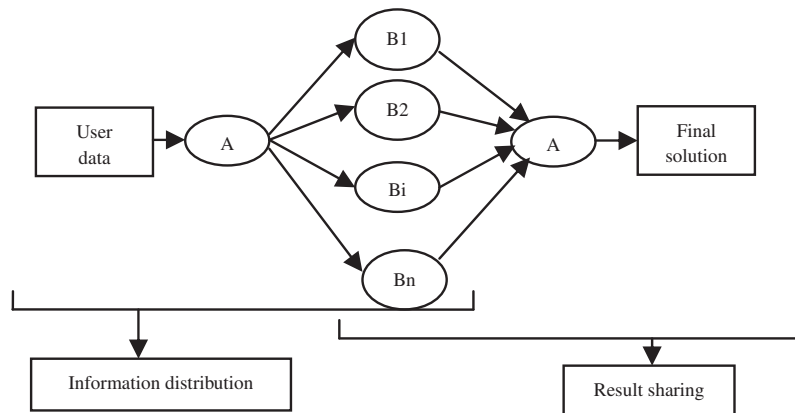 B1
B2
User
data
A
A
Final
solution
Bi
Bn
Information distribution
Result sharing